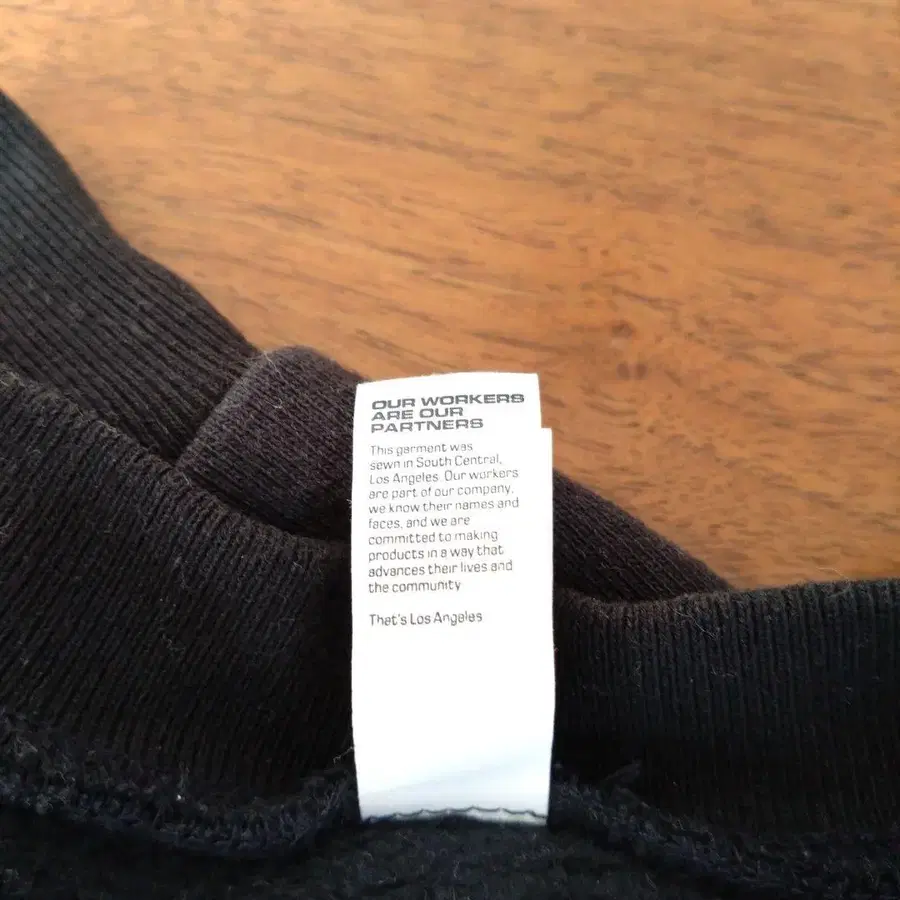 OUR WORKERS
ARE OUR
PARTNERS
This garment was
sewn in South Central,
Los Angeles. Our workers
are part of our company,
we know their names and
faces, and we are
committed to making
products in a way that
advances their lives and
the community
That's Los Angeles